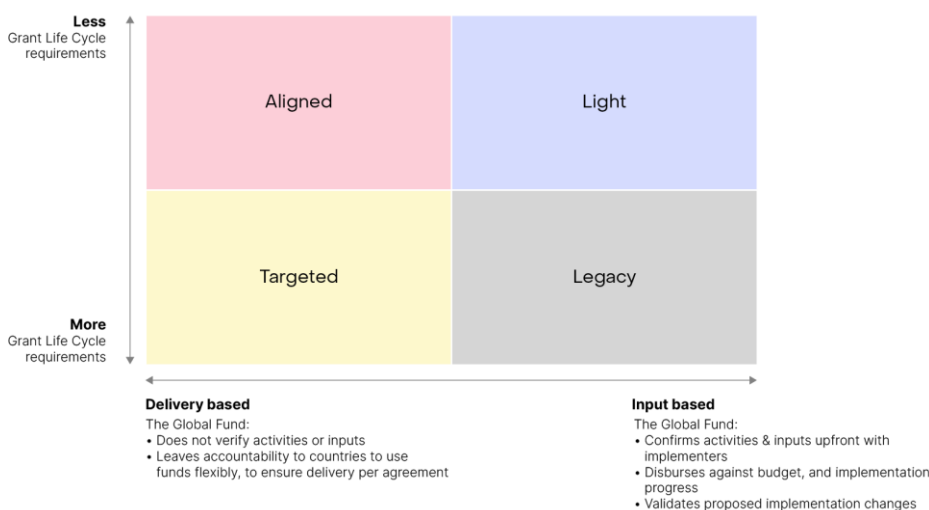 Less
Grant Life Cycle
requirements
Aligned
Light
Targeted
Legacy
More
Grant Life Cycle
requirements
Delivery based
The Global Fund:
• Does not verify activities or inputs
• Leaves accountability to countries to use
funds flexibly, to ensure delivery per agreement
Input based
The Global Fund:
• Confirms activities & inputs upfront with
implementers
• Disburses against budget, and implementation
progress
• Validates proposed implementation changes